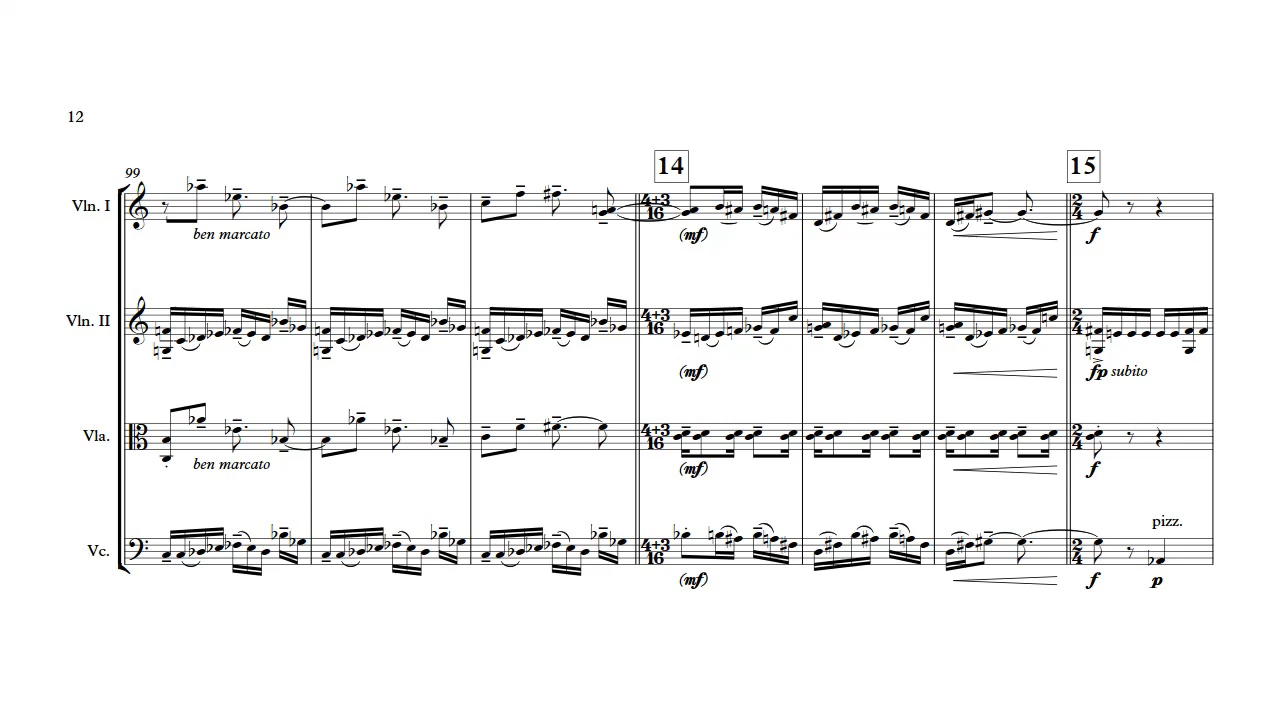 12
99
14
15
Vln. I
4+3
16
2
4
ben marcato
(mf)
f
Vln. II
4+3
16
2
4
(mf)
fp subito
Vla.
4+3
16
2
4
ben marcato
(mf)
f
pizz.
Vc.
4+3
16
2
4
(mf)
f
p